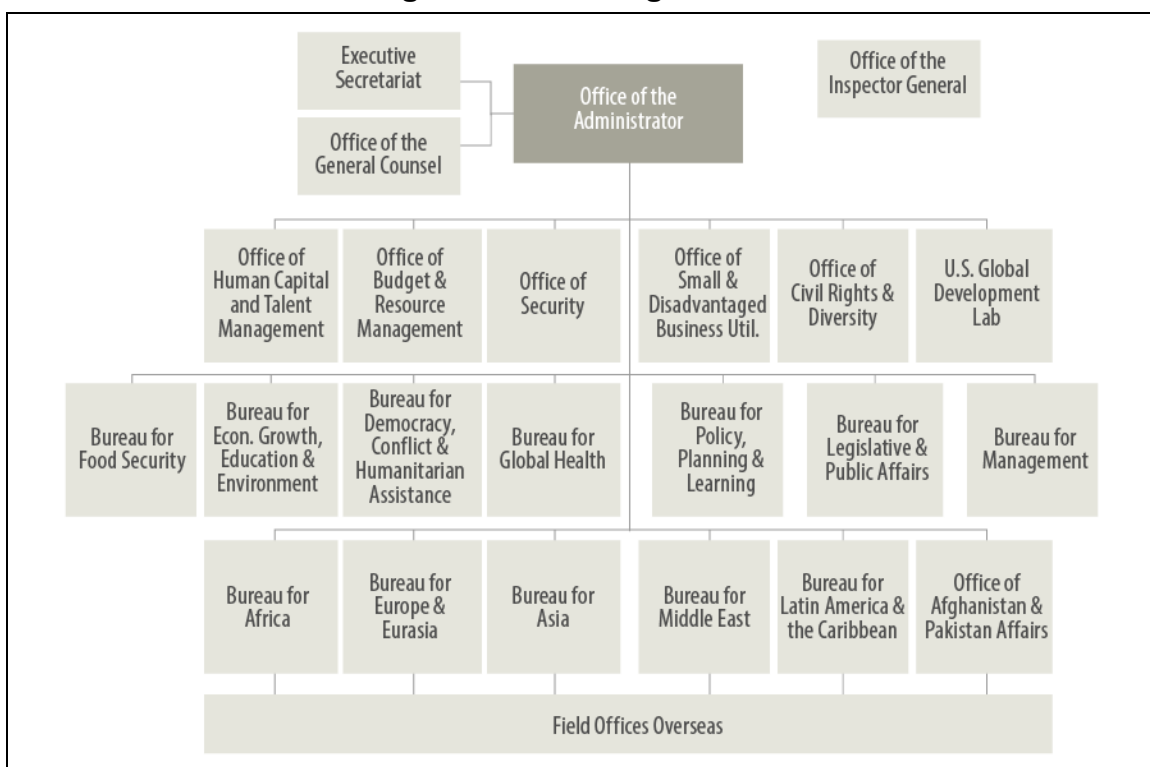 Executive
Secretariat
Office of the
General Counsel
Office of the
Administrator
Office of the
Inspector General
Office of
Human Capital
and Talent
Management
Office of
Budget &
Resource
Management
Office of
Security
Office of
Small &
Disadvantaged
Business Util.
Office of
Civil Rights &
Diversity
U.S. Global
Development
Lab
Bureau for
Food Security
Bureau for
Econ. Growth,
Education &
Environment
Bureau for
Democracy,
Conflict &
Humanitarian
Assistance
Bureau for
Global Health
Bureau for
Policy,
Planning &
Learning
Bureau for
Legislative &
Public Affairs
Bureau for
Management
Bureau for
Africa
Bureau for
Europe &
Eurasia
Bureau for
Asia
Bureau for
Middle East
Bureau for
Latin America &
the Caribbean
Office of
Afghanistan &
Pakistan Affairs
Field Offices Overseas